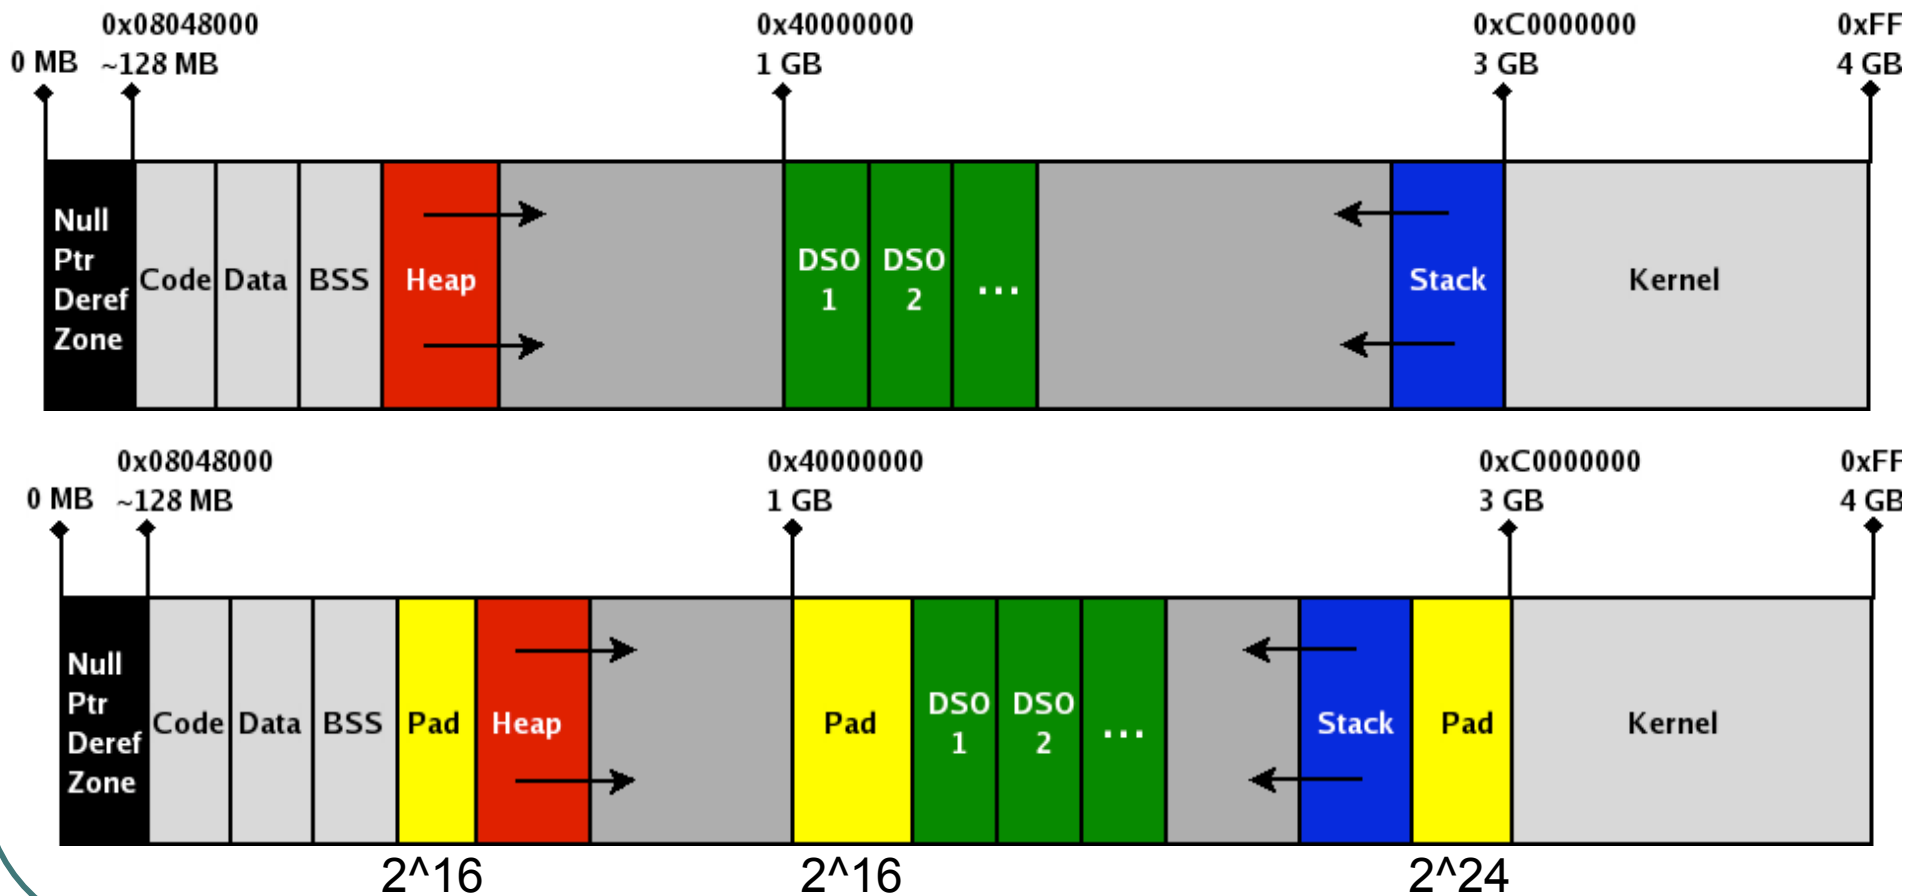 0x08048000 0x40000000 0xC0000000 0xFF
0 MB ~128 MB 1 GB 3 GB 4 GB
Null
Ptr
Deref
Zone
Code Data BSS Heap
DSO
1
DSO
2
...
Stack
Kernel
0x08048000 0x40000000 0xC0000000 0xFF
0 MB ~128 MB 1 GB 3 GB 4 GB
Null
Ptr
Deref
Zone
Code Data BSS Pad Heap
Pad
DSO
1
DSO
2
...
Stack
Pad
Kernel
2^16 2^16 2^24